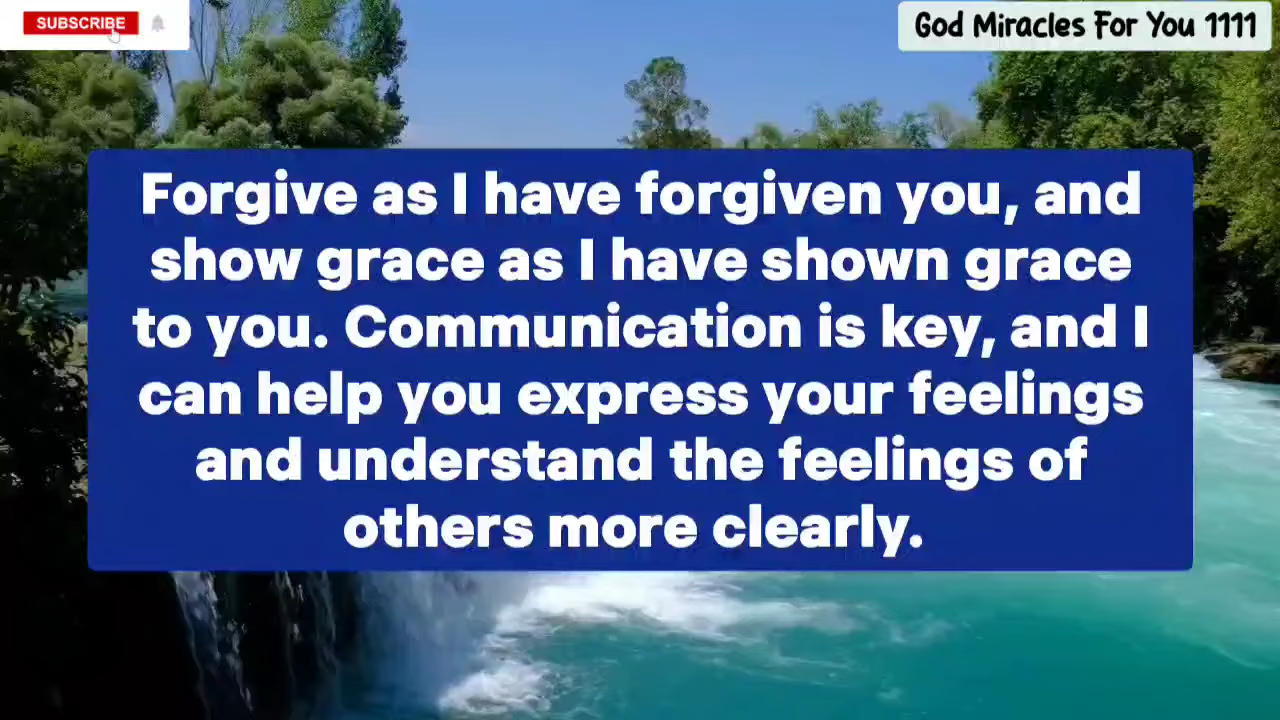 SUBSCRIBE
God Miracles For You 1111
Forgive as I have forgiven you, and
show grace as I have shown grace
to you. Communication is key, and I
can help you express your feelings
and understand the feelings of
others more clearly.